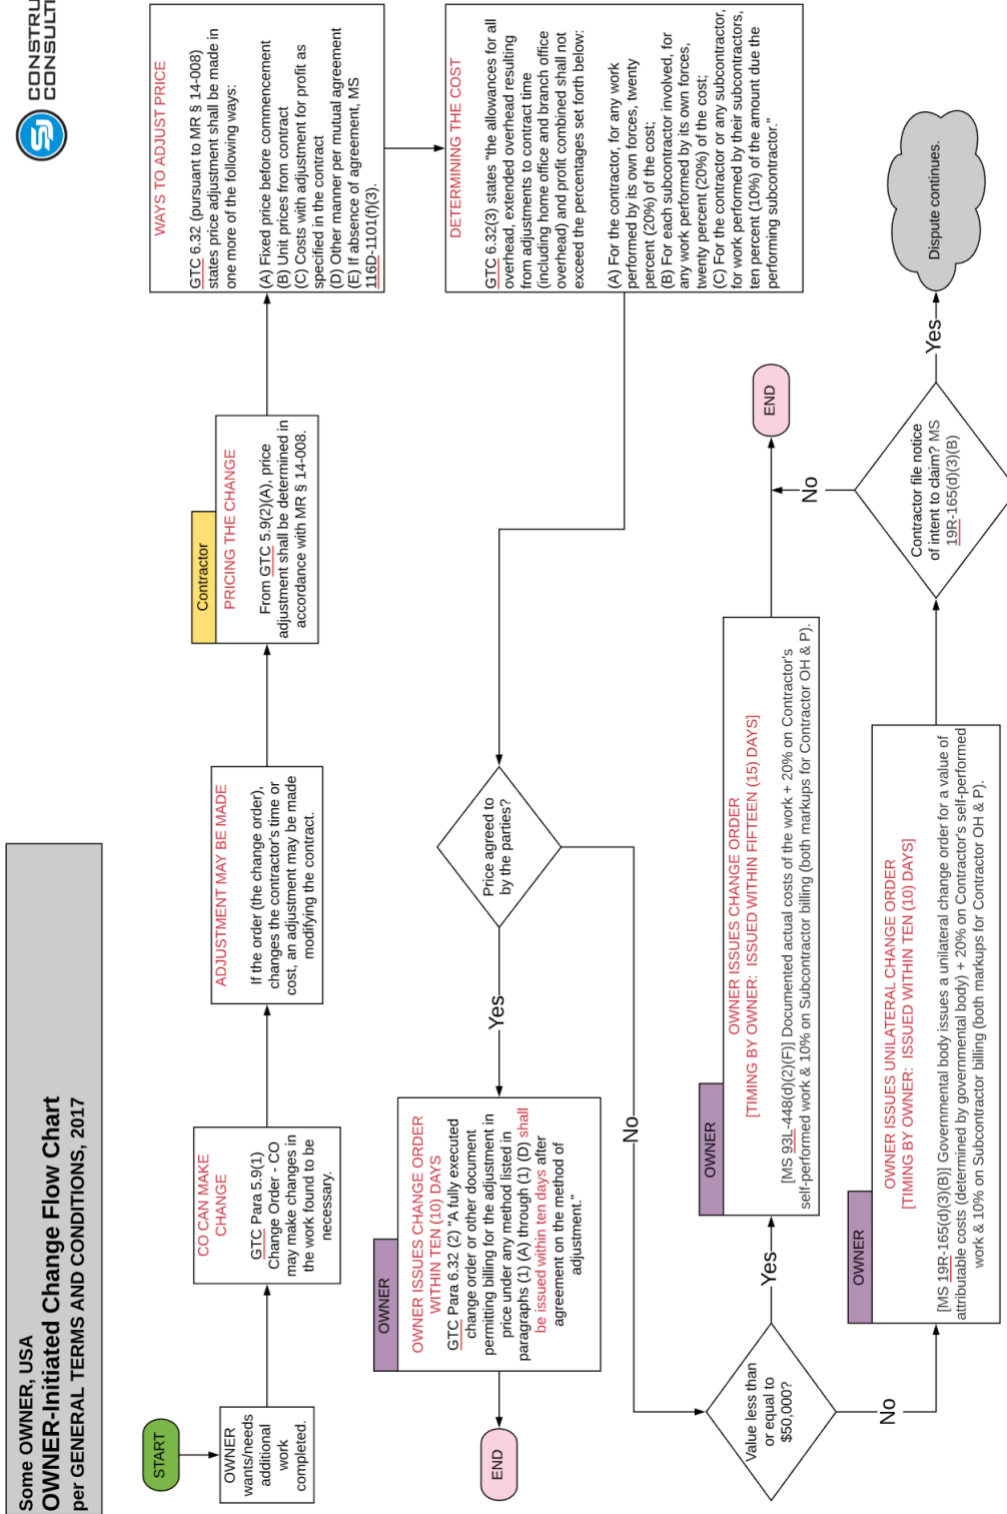 Some OWNER, USA
OWNER-Initiated Change Flow Chart
per GENERAL TERMS AND CONDITIONS, 2017
CONSTRU
CONSULTI
START
OWNER
wants/needs
additional
work
completed.
CO CAN MAKE
CHANGE
GTC Para 5.9(1)
Change Order - CO
may make changes in
the work found to be
necessary.
ADJUSTMENT MAY BE MADE
If the order (the change order),
changes the contractor's time or
cost, an adjustment may be made
modifying the contract.
Contractor
PRICING THE CHANGE
From GTC 5.9(2)(A), price
adjustment shall be determined in
accordance with MR § 14-008.
WAYS TO ADJUST PRICE
GTC 6.32 (pursuant to MR § 14-008)
states price adjustment shall be made in
one more of the following ways:
(A) Fixed price before commencement
(B) Unit prices from contract
(C) Costs with adjustment for profit as
specified in the contract
(D) Other manner per mutual agreement
(E) If absence of agreement, MS
116D-1101(f)(3).
DETERMINING THE COST
GTC 6.32(3) states "the allowances for all
overhead, extended overhead resulting
from adjustments to contract time
(including home office and branch office
overhead) and profit combined shall not
exceed the percentages set forth below:
(A) For the contractor, for any work
performed by its own forces, twenty
percent (20%) of the cost;
(B) For each subcontractor involved, for
any work performed by its own forces,
twenty percent (20%) of the cost;
(C) For the contractor or any subcontractor,
for work performed by their subcontractors,
ten percent (10%) of the amount due the
performing subcontractor."
Price agreed to
by the parties?
Yes
OWNER
OWNER ISSUES CHANGE ORDER
WITHIN TEN (10) DAYS
GTC Para 6.32 (2) "A fully executed
change order or other document
permitting billing for the adjustment in
price under any method listed in
paragraphs (1) (A) through (1) (D) shall
be issued within ten days after
agreement on the method of
adjustment."
END
No
Value less than
or equal to
$50,000?
Yes
OWNER
OWNER ISSUES CHANGE ORDER
[TIMING BY OWNER: ISSUED WITHIN FIFTEEN (15) DAYS]
[MS 93L-448(d)(2)(F)] Documented actual costs of the work + 20% on Contractor's
self-performed work & 10% on Subcontractor billing (both markups for Contractor OH & P).
END
No
OWNER
OWNER ISSUES UNILATERAL CHANGE ORDER
[TIMING BY OWNER: ISSUED WITHIN TEN (10) DAYS]
[MS 19R-165(d)(3)(B)] Governmental body issues a unilateral change order for a value of
attributable costs (determined by governmental body) + 20% on Contractor's self-performed
work & 10% on Subcontractor billing (both markups for Contractor OH & P).
Contractor file notice
of intent to claim? MS
19R-165(d)(3)(B)
No
Yes
Dispute continues.